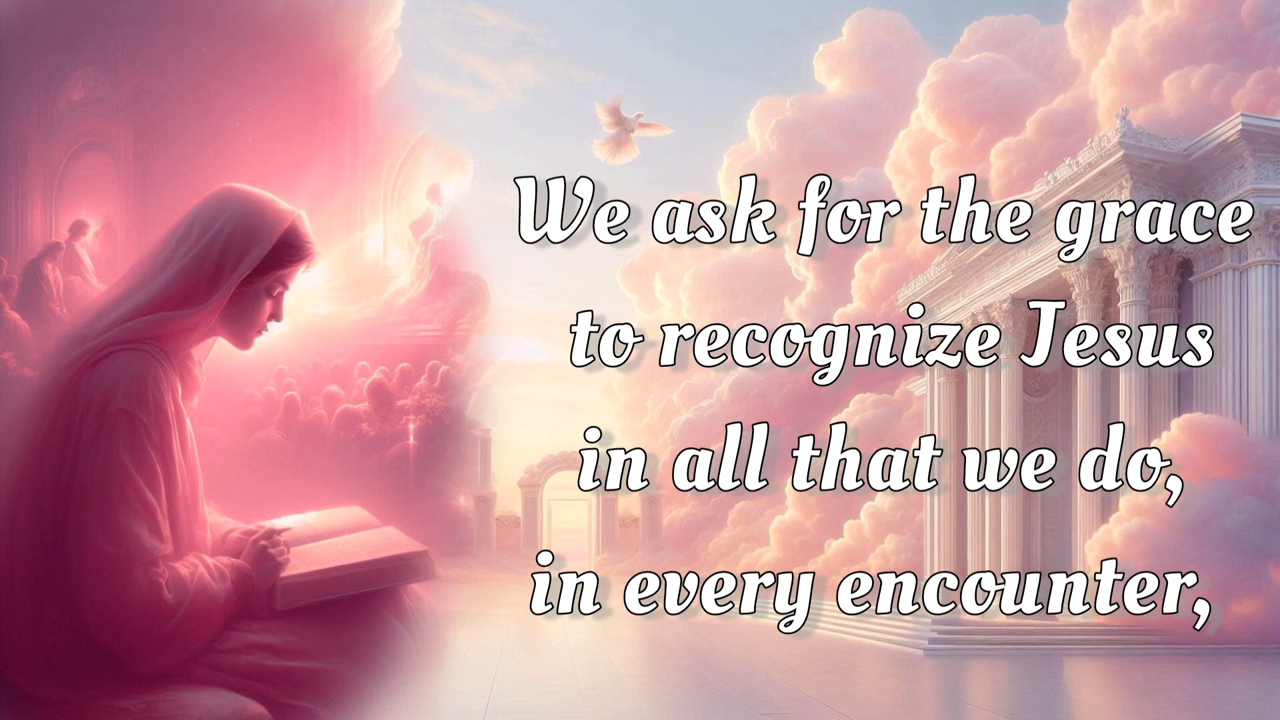 We ask for the grace
to recognize Jesus
in all that we do,
in every encounter,